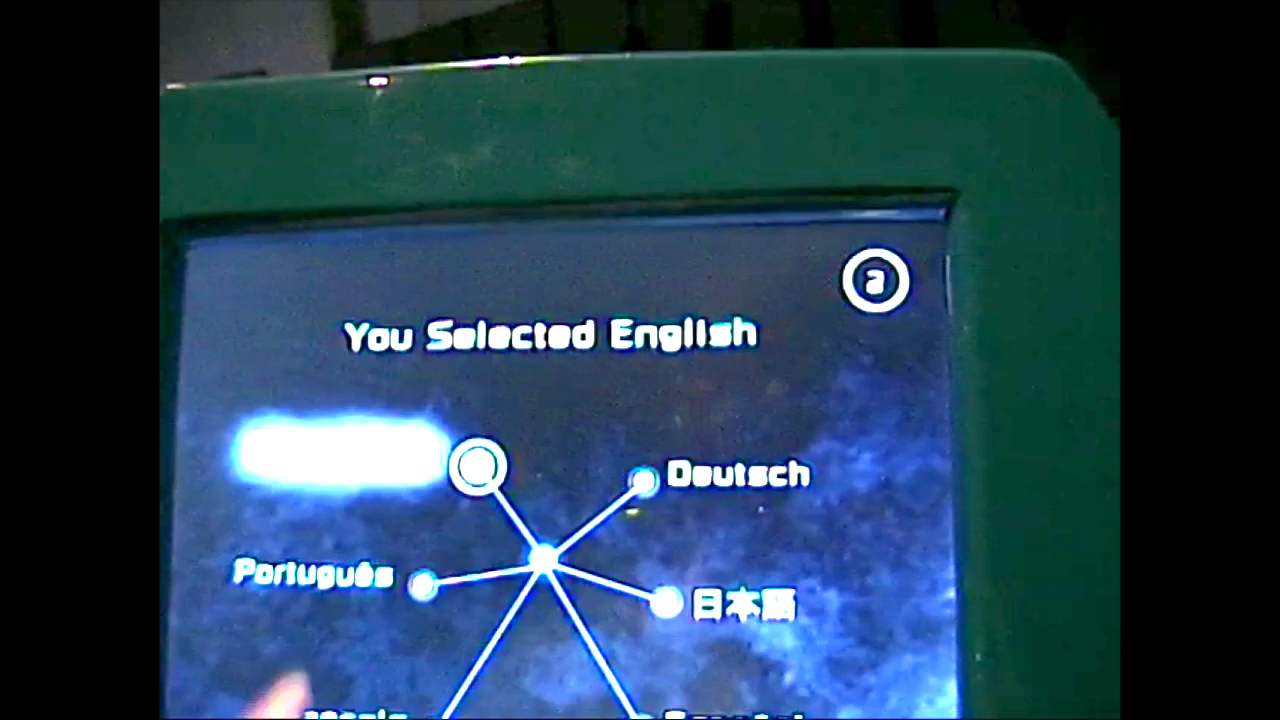 a
You Selected English
Deutsch
Português
日本語